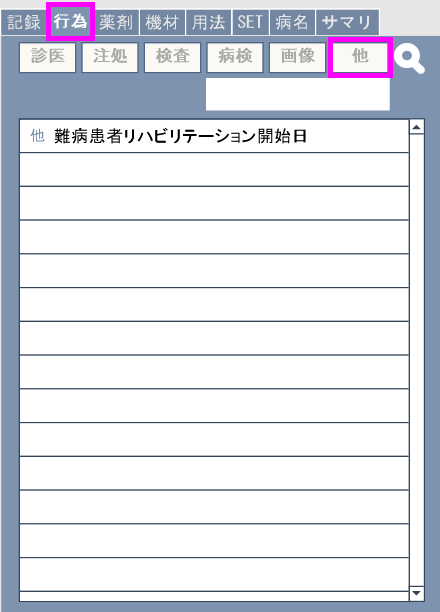 記録 行為 薬剤 機材 用法 SET 病名 サマリ
診医 注処 検査 病検 画像 他
他 難病患者リハビリテーション開始日